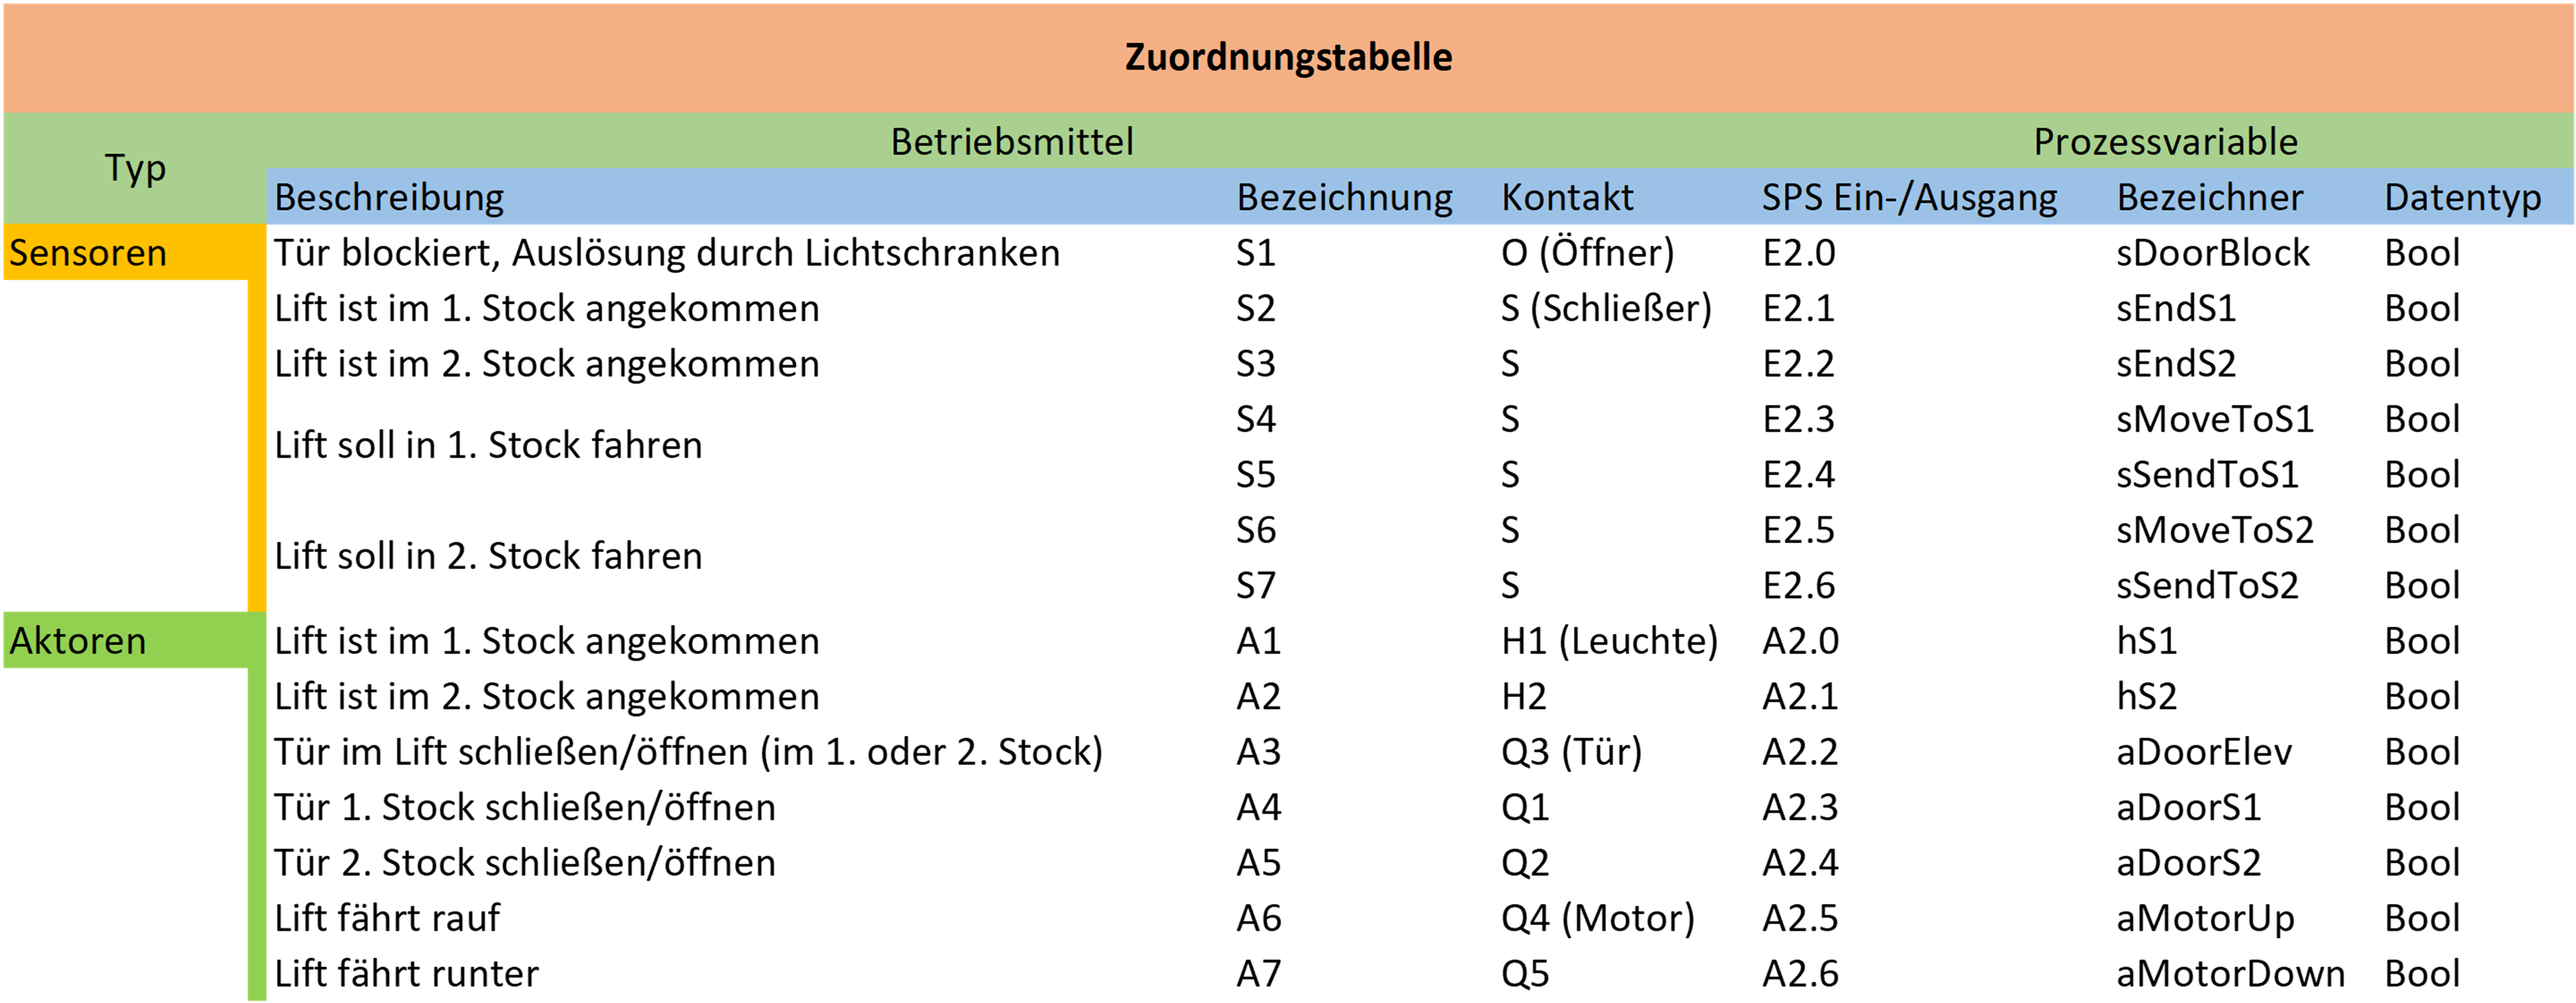 Zuordnungstabelle
Typ Betriebsmittel Prozessvariable
Beschreibung Bezeichnung Kontakt SPS Ein-/Ausgang Bezeichner Datentyp
Sensoren Tür blockiert, Auslösung durch Lichtschranken S1 O (Öffner) E2.0 sDoorBlock Bool
Lift ist im 1. Stock angekommen S2 S (Schließer) E2.1 sEndS1 Bool
Lift ist im 2. Stock angekommen S3 S E2.2 sEndS2 Bool
Lift soll in 1. Stock fahren S4 S E2.3 sMoveToS1 Bool
S5 S E2.4 sSendToS1 Bool
Lift soll in 2. Stock fahren S6 S E2.5 sMoveToS2 Bool
S7 S E2.6 sSendToS2 Bool
Aktoren Lift ist im 1. Stock angekommen A1 H1 (Leuchte) A2.0 hS1 Bool
Lift ist im 2. Stock angekommen A2 H2 A2.1 hS2 Bool
Tür im Lift schließen/öffnen (im 1. oder 2. Stock) A3 Q3 (Tür) A2.2 aDoorElev Bool
Tür 1. Stock schließen/öffnen A4 Q1 A2.3 aDoorS1 Bool
Tür 2. Stock schließen/öffnen A5 Q2 A2.4 aDoorS2 Bool
Lift fährt rauf A6 Q4 (Motor) A2.5 aMotorUp Bool
Lift fährt runter A7 Q5 A2.6 aMotorDown Bool